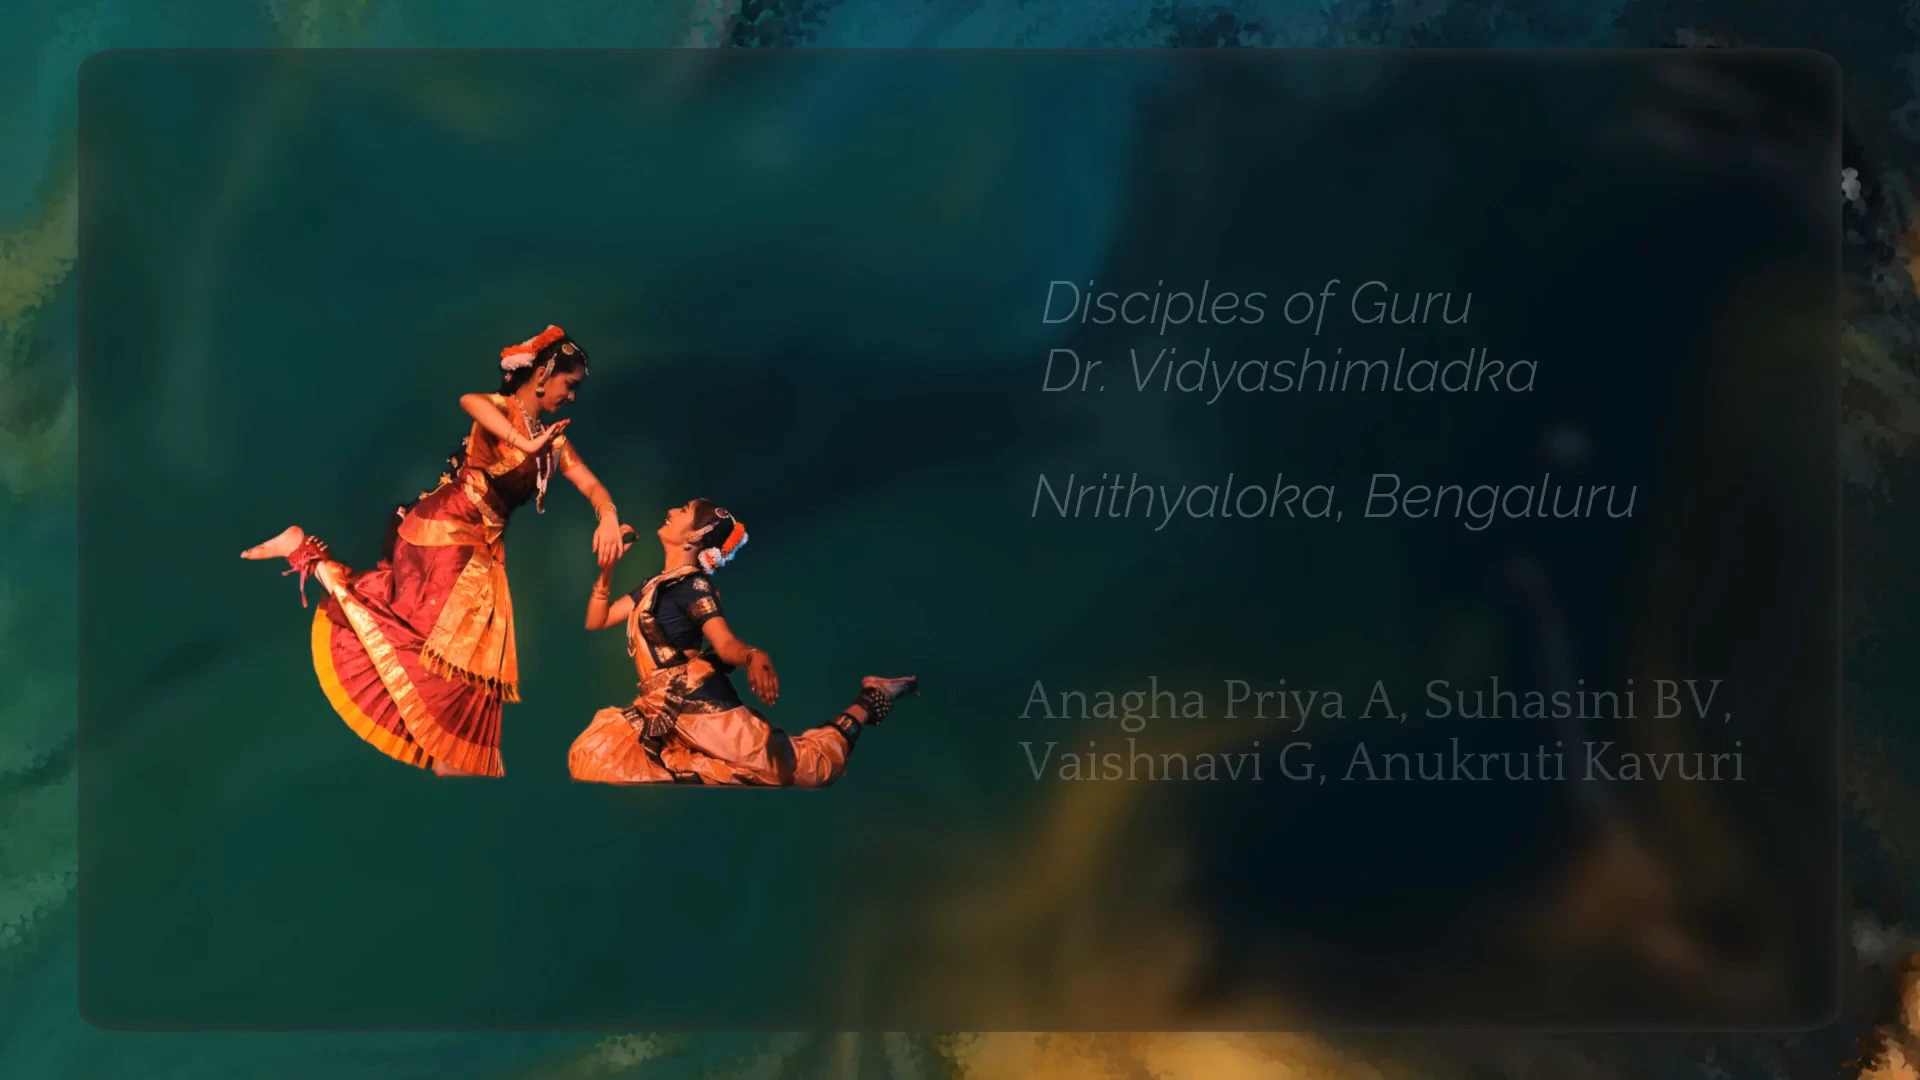 Disciples of Guru
Dr. Vidyashimladka
Nrithyaloka, Bengaluru
Anagha Priya A, Suhasini BV,
Vaishnavi G, Anukruti Kavuri